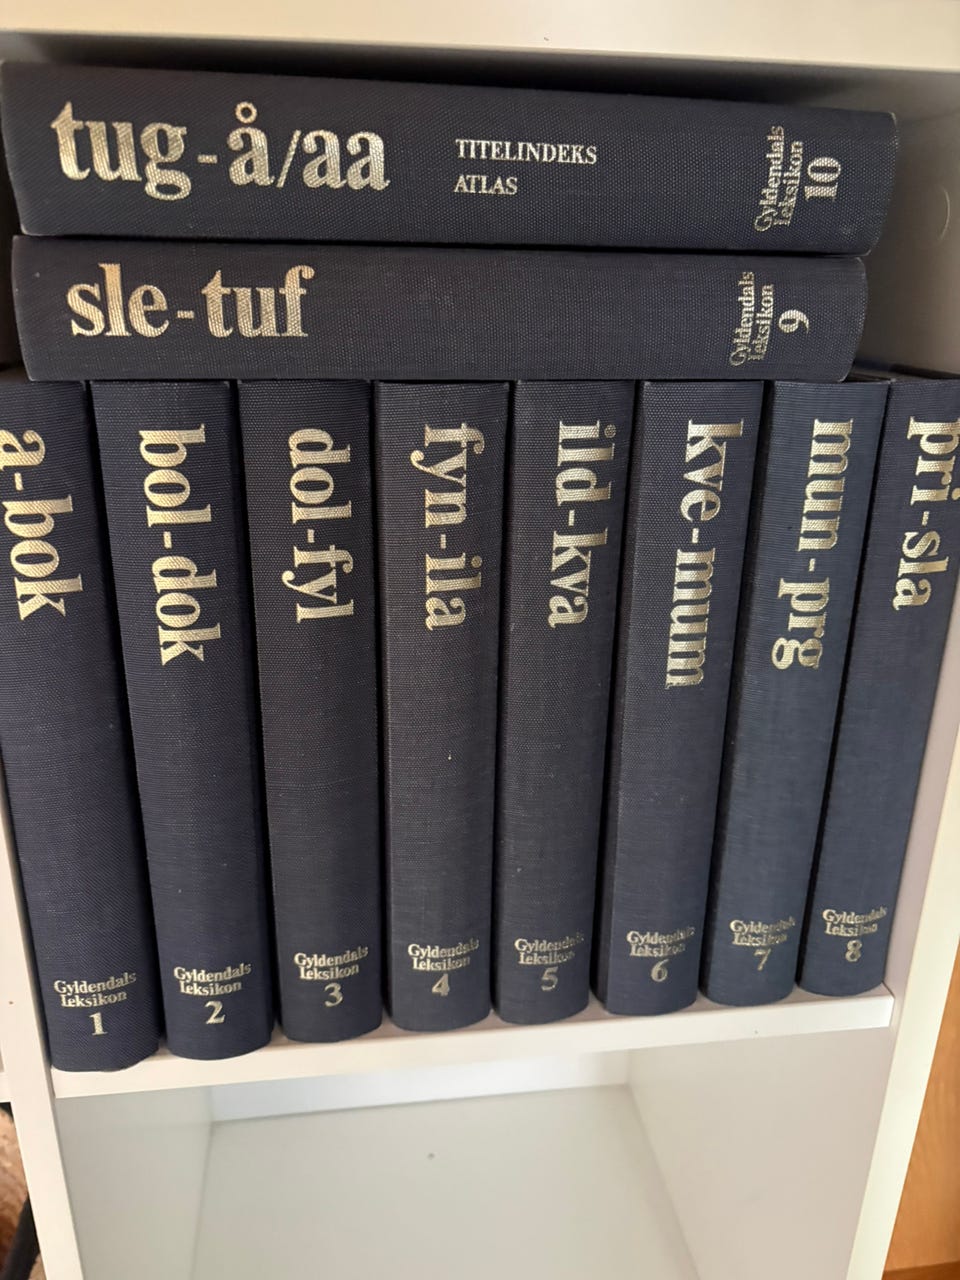 tug-å/aa
TITELINDEKS
ATLAS
Gyldendals
leksikon
10
sle-tuf
Gyldendals
leksikon
9
a-bok
Gyldendals
leksikon
1
bol-dok
Gyldendals
leksikon
2
dol-fyl
Gyldendals
leksikon
3
fyn-ila
Gyldendals
leksikon
4
ild-kva
Gyldendals
leksikon
5
kve-mum
Gyldendals
leksikon
6
mun-prg
Gyldendals
leksikon
7
pri-sla
Gyldendals
leksikon
8